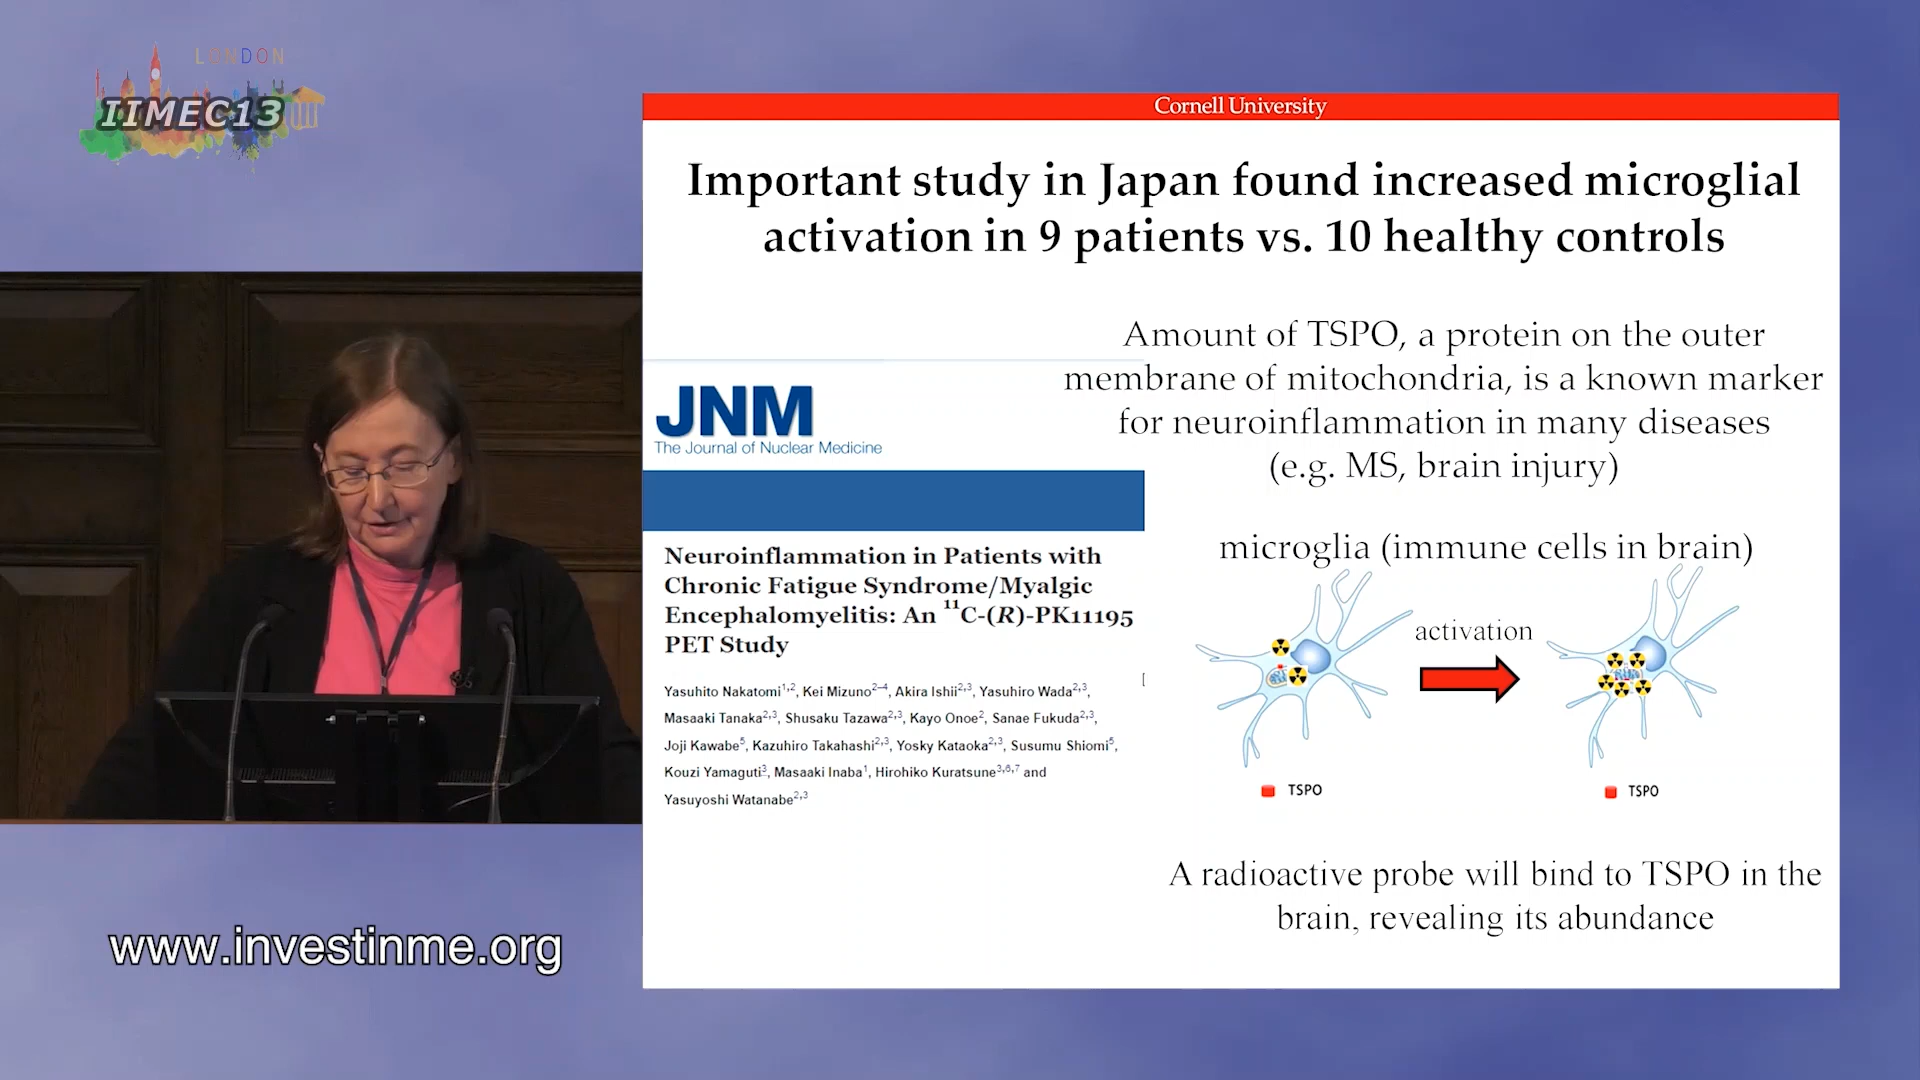 LONDON
IIMEC13
Cornell University
Important study in Japan found increased microglial
activation in 9 patients vs. 10 healthy controls
Amount of TSPO, a protein on the outer
membrane of mitochondria, is a known marker
for neuroinflammation in many diseases
(e.g. MS, brain injury)
JNM
The Journal of Nuclear Medicine
Neuroinflammation in Patients with
Chronic Fatigue Syndrome/Myalgic
Encephalomyelitis: An ¹¹C-(R)-PK11195
PET Study
Yasuhito Nakatomi¹,², Kei Mizuno²⁻⁴, Akira Ishii²,³, Yasuhiro Wada²,³,
Masaaki Tanaka²,³, Shusaku Tazawa²,³, Kayo Onoe², Sanae Fukuda²,³,
Joji Kawabe⁵, Kazuhiro Takahashi²,³, Yosky Kataoka²,³, Susumu Shiomi⁵,
Kouzi Yamaguti³, Masaaki Inaba¹, Hirohiko Kuratsune³,⁶,⁷ and
Yasuyoshi Watanabe²,³
microglia (immune cells in brain)
activation
TSPO
TSPO
A radioactive probe will bind to TSPO in the
brain, revealing its abundance
www.investinme.org